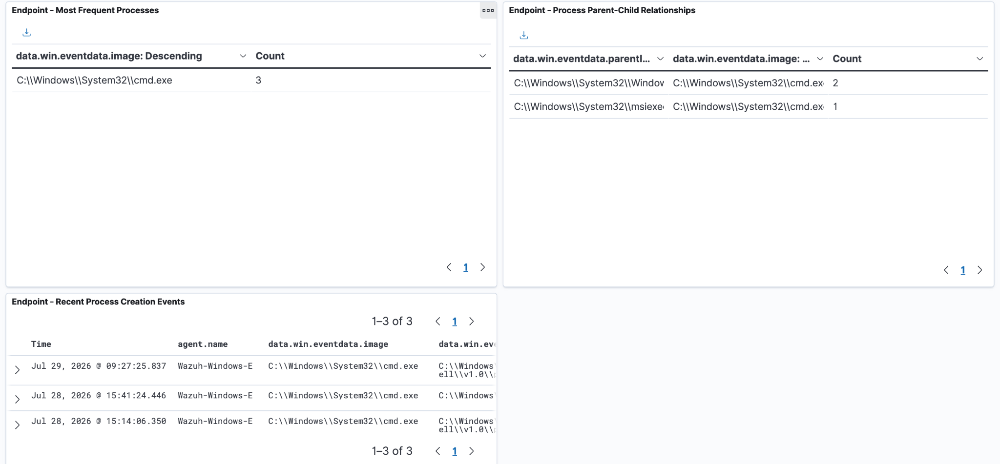 Endpoint - Most Frequent Processes
data.win.eventdata.image: Descending Count
C:\\Windows\\System32\\cmd.exe 3
1
Endpoint - Process Parent-Child Relationships
data.win.eventdata.parentI... data.win.eventdata.image: ... Count
C:\\Windows\\System32\\Window C:\\Windows\\System32\\cmd.ex 2
C:\\Windows\\System32\\msiexe C:\\Windows\\System32\\cmd.ex 1
1
Endpoint - Recent Process Creation Events
1–3 of 3 1
Time agent.name data.win.eventdata.image data.win.eve
Jul 29, 2026 @ 09:27:25.837 Wazuh-Windows-E C:\\Windows\\System32\\cmd.exe C:\\Windows
ell\\v1.0\\
Jul 28, 2026 @ 15:41:24.446 Wazuh-Windows-E C:\\Windows\\System32\\cmd.exe C:\\Windows
Jul 28, 2026 @ 15:14:06.350 Wazuh-Windows-E C:\\Windows\\System32\\cmd.exe C:\\Windows
ell\\v1.0\\
1–3 of 3 1